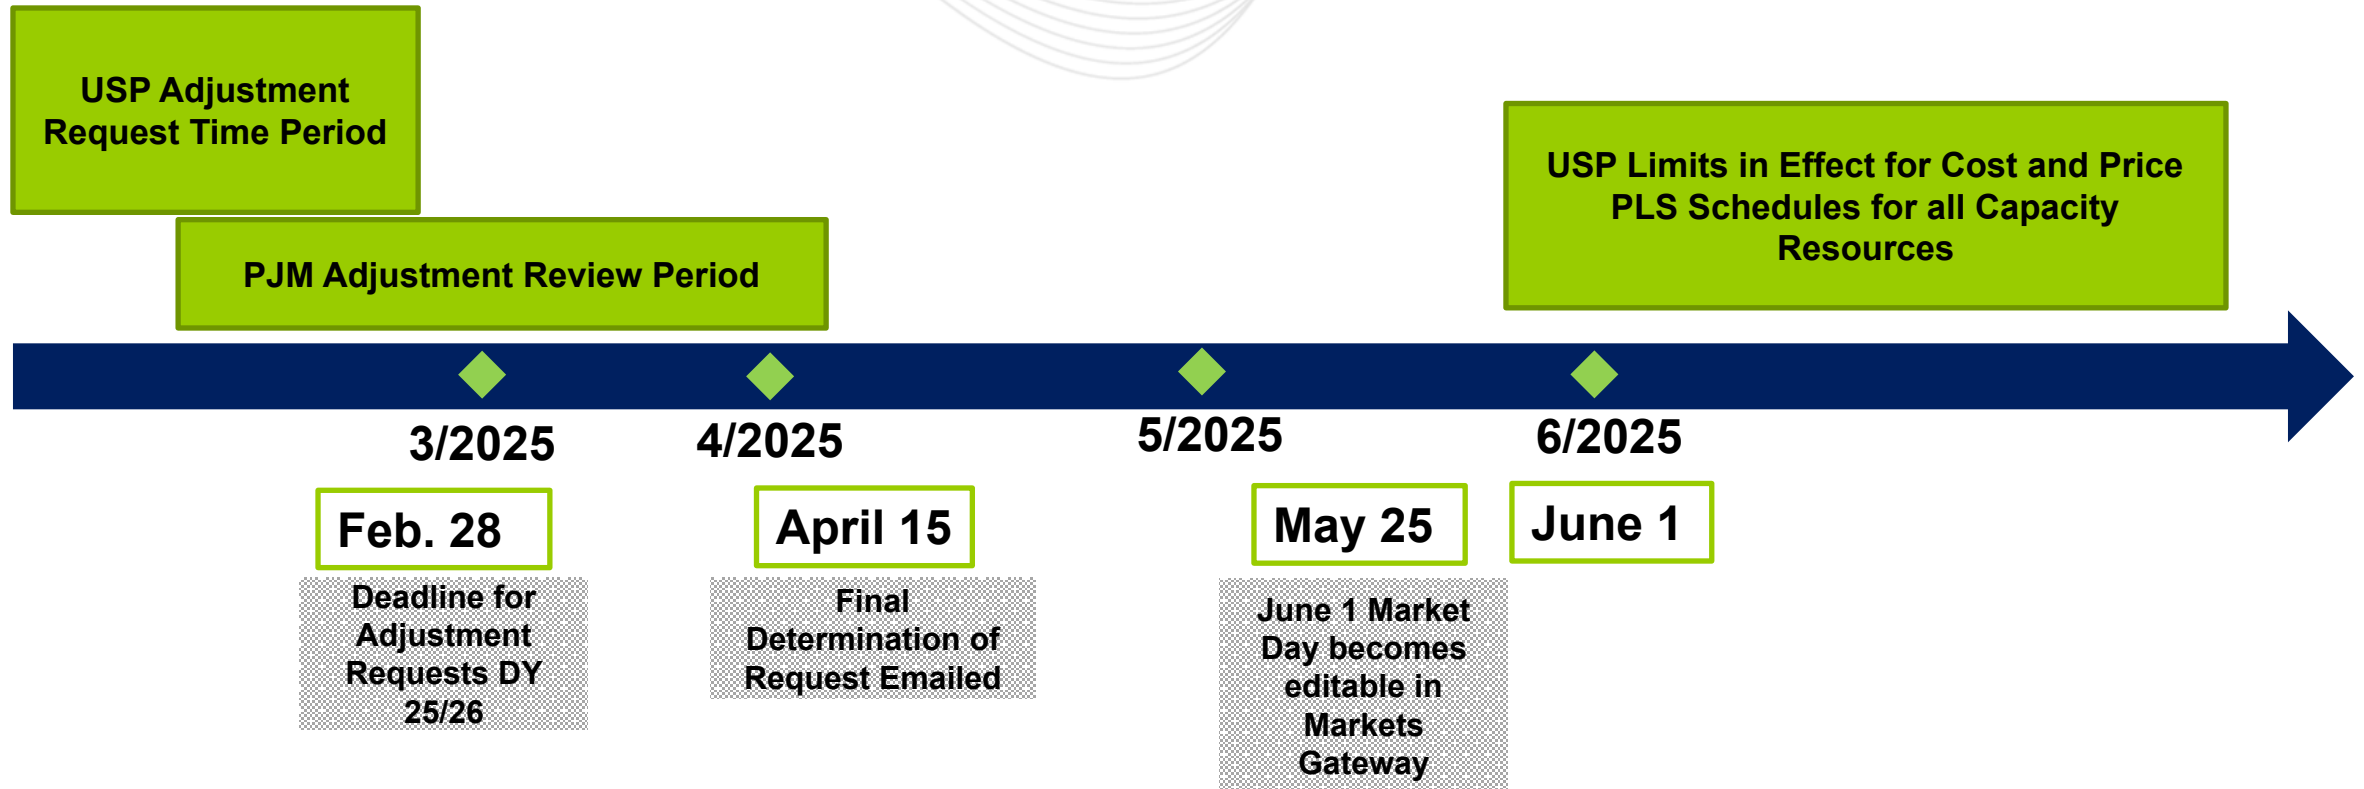 USP Adjustment
Request Time Period
PJM Adjustment Review Period
USP Limits in Effect for Cost and Price
PLS Schedules for all Capacity
Resources
3/2025
4/2025
5/2025
6/2025
Feb. 28
April 15
May 25
June 1
Deadline for
Adjustment
Requests DY
25/26
Final
Determination of
Request Emailed
June 1 Market
Day becomes
editable in
Markets
Gateway